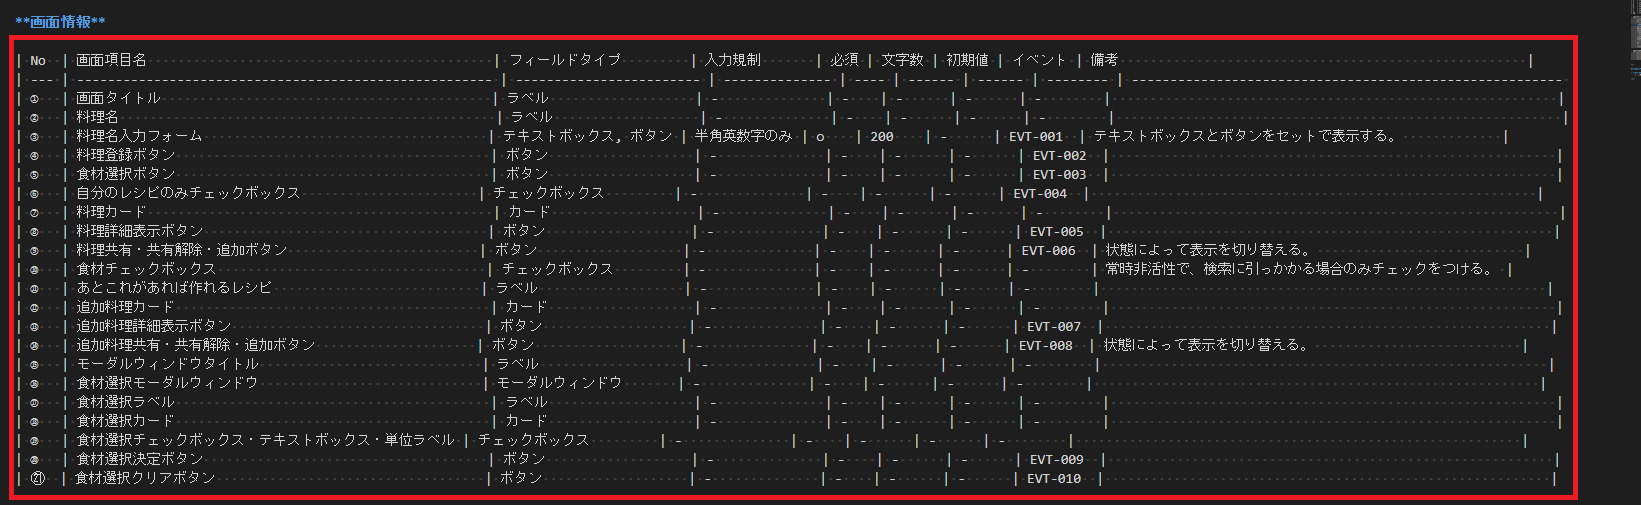 **画面情報**
| No | 画面項目名 | フィールドタイプ | 入力規制 | 必須 | 文字数 | 初期値 | イベント | 備考 |
| --- | --- | --- | --- | --- | --- | --- | --- | --- |
| ① | 画面タイトル | ラベル | - | - | - | - | - | |
| ② | 料理名 | ラベル | - | - | - | - | - | |
| ③ | 料理名入力フォーム | テキストボックス, ボタン | 半角英数字のみ | o | 200 | - | EVT-001 | テキストボックスとボタンをセットで表示する。 |
| ④ | 料理登録ボタン | ボタン | - | - | - | - | EVT-002 | |
| ⑤ | 食材選択ボタン | ボタン | - | - | - | - | EVT-003 | |
| ⑥ | 自分のレシピのみチェックボックス | チェックボックス | - | - | - | - | EVT-004 | |
| ⑦ | 料理カード | カード | - | - | - | - | - | |
| ⑧ | 料理詳細表示ボタン | ボタン | - | - | - | - | EVT-005 | |
| ⑨ | 料理共有・共有解除・追加ボタン | ボタン | - | - | - | - | EVT-006 | 状態によって表示を切り替える。 |
| ⑩ | 食材チェックボックス | チェックボックス | - | - | - | - | - | 常時非活性で、検索に引っかかる場合のみチェックをつける。 |
| ⑪ | あとこれがあれば作れるレシピ | ラベル | - | - | - | - | - | |
| ⑫ | 追加料理カード | カード | - | - | - | - | - | |
| ⑬ | 追加料理詳細表示ボタン | ボタン | - | - | - | - | EVT-007 | |
| ⑭ | 追加料理共有・共有解除・追加ボタン | ボタン | - | - | - | - | EVT-008 | 状態によって表示を切り替える。 |
| ⑮ | モーダルウィンドウタイトル | ラベル | - | - | - | - | - | |
| ⑯ | 食材選択モーダルウィンドウ | モーダルウィンドウ | - | - | - | - | - | |
| ⑰ | 食材選択ラベル | ラベル | - | - | - | - | - | |
| ⑱ | 食材選択カード | カード | - | - | - | - | - | |
| ⑲ | 食材選択チェックボックス・テキストボックス・単位ラベル | チェックボックス | - | - | - | - | - | |
| ⑳ | 食材選択決定ボタン | ボタン | - | - | - | - | EVT-009 | |
| ㉑ | 食材選択クリアボタン | ボタン | - | - | - | - | EVT-010 | |